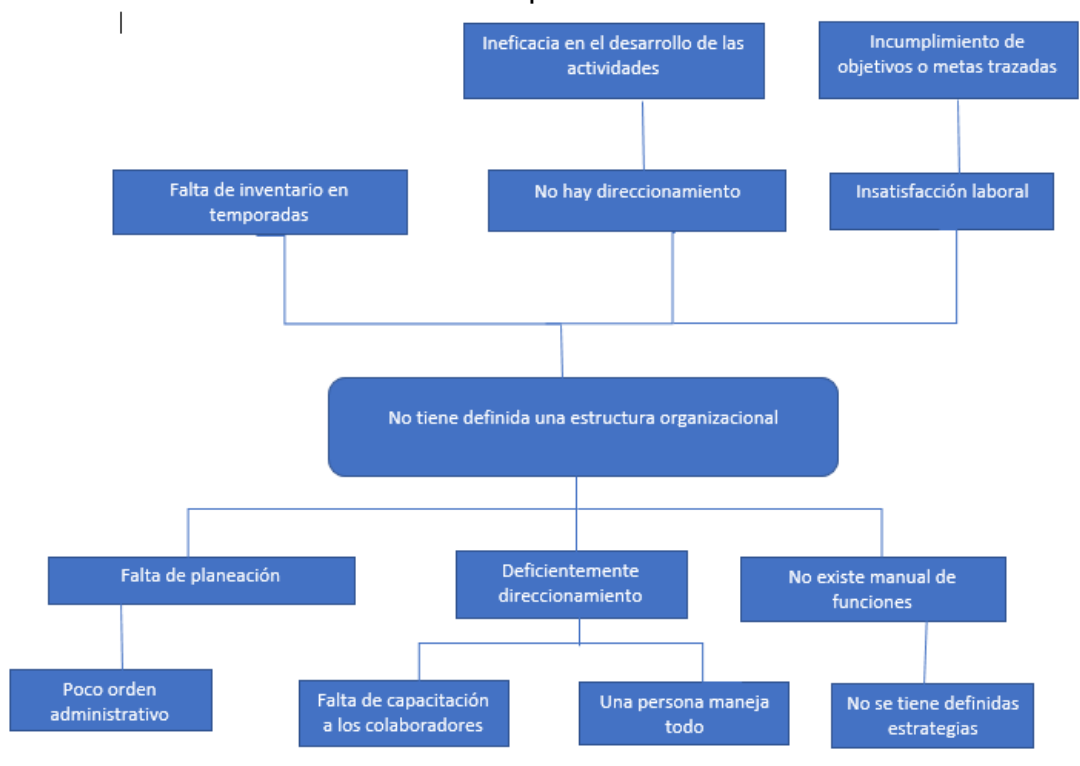 Ineficacia en el desarrollo de las
actividades
Incumplimiento de
objetivos o metas trazadas
Falta de inventario en
temporadas
No hay direccionamiento
Insatisfacción laboral
No tiene definida una estructura organizacional
Falta de planeación
Deficientemente
direccionamiento
No existe manual de
funciones
Poco orden
administrativo
Falta de capacitación
a los colaboradores
Una persona maneja
todo
No se tiene definidas
estrategias